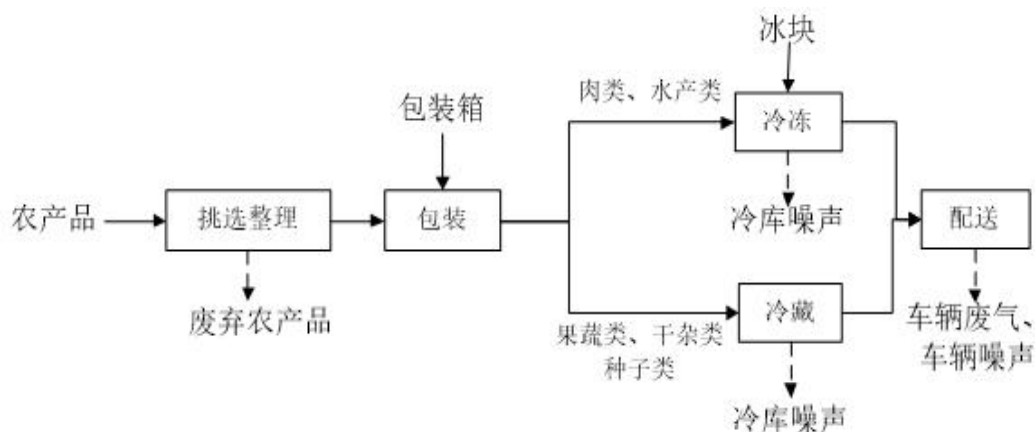 冰块
肉类、水产类
包装箱
冷冻
农产品
挑选整理
包装
冷库噪声
配送
废弃农产品
冷藏
果蔬类、干杂类
种子类
车辆废气、
车辆噪声
冷库噪声